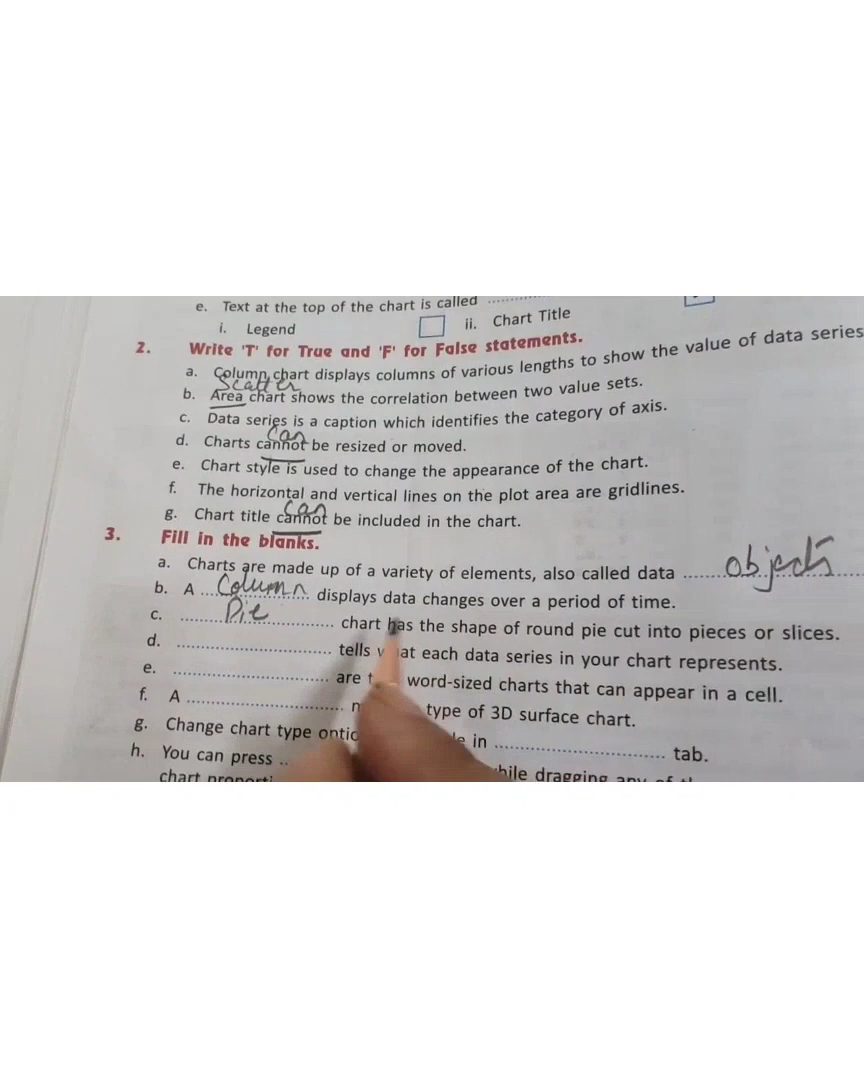 e. Text at the top of the chart is called ..........
i. Legend ii. Chart Title
2. Write 'T' for True and 'F' for False statements.
a. Column chart displays columns of various lengths to show the value of data series
Scatter
b. Area chart shows the correlation between two value sets.
c. Data series is a caption which identifies the category of axis.
can
d. Charts cannot be resized or moved.
e. Chart style is used to change the appearance of the chart.
f. The horizontal and vertical lines on the plot area are gridlines.
can
g. Chart title cannot be included in the chart.
3. Fill in the blanks.
a. Charts are made up of a variety of elements, also called data ....... objects
b. A .... Column displays data changes over a period of time.
c. .......... Pie .......... chart has the shape of round pie cut into pieces or slices.
d. .............................. tells at each data series in your chart represents.
e. .............................. are word-sized charts that can appear in a cell.
f. A .............................. type of 3D surface chart.
g. Change chart type in .............................. tab.
h. You can press .. while dragging any of
chart